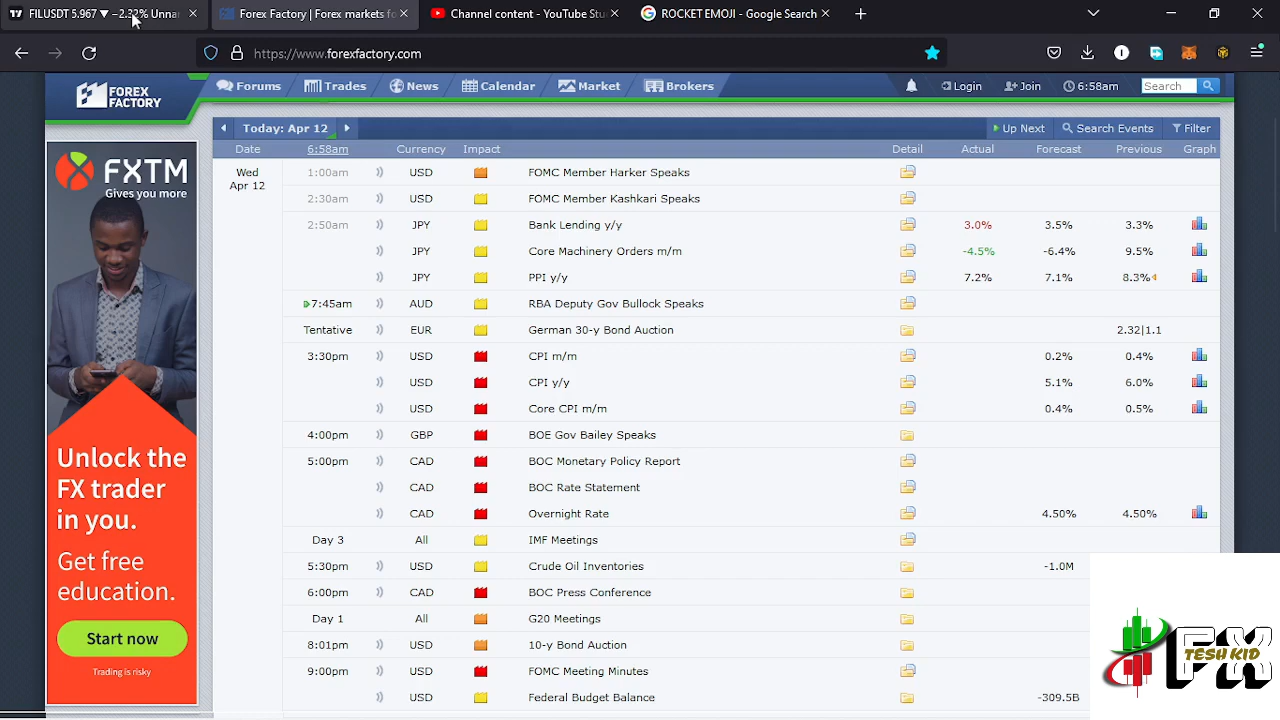 FILUSDT 5.967 ▼ −2.32% Unnar
Forex Factory | Forex markets fo
Channel content - YouTube Stu
ROCKET EMOJI - Google Search
https://www.forexfactory.com
FOREX FACTORY
Forums Trades News Calendar Market Brokers Login Join 6:58am Search
Today: Apr 12 Up Next Search Events Filter
Date 6:58am Currency Impact Detail Actual Forecast Previous Graph
Wed Apr 12 1:00am USD FOMC Member Harker Speaks
2:30am USD FOMC Member Kashkari Speaks
2:50am JPY Bank Lending y/y 3.0% 3.5% 3.3%
JPY Core Machinery Orders m/m -4.5% -6.4% 9.5%
JPY PPI y/y 7.2% 7.1% 8.3%
7:45am AUD RBA Deputy Gov Bullock Speaks
Tentative EUR German 30-y Bond Auction 2.32|1.1
3:30pm USD CPI m/m 0.2% 0.4%
USD CPI y/y 5.1% 6.0%
USD Core CPI m/m 0.4% 0.5%
4:00pm GBP BOE Gov Bailey Speaks
5:00pm CAD BOC Monetary Policy Report
CAD BOC Rate Statement
CAD Overnight Rate 4.50% 4.50%
Day 3 All IMF Meetings
5:30pm USD Crude Oil Inventories -1.0M
6:00pm CAD BOC Press Conference
Day 1 All G20 Meetings
8:01pm USD 10-y Bond Auction
9:00pm USD FOMC Meeting Minutes
USD Federal Budget Balance -309.5B
FXTM
Gives you more
Unlock the
FX trader
in you.
Get free
education.
Start now
Trading is risky
FX
TESH KID